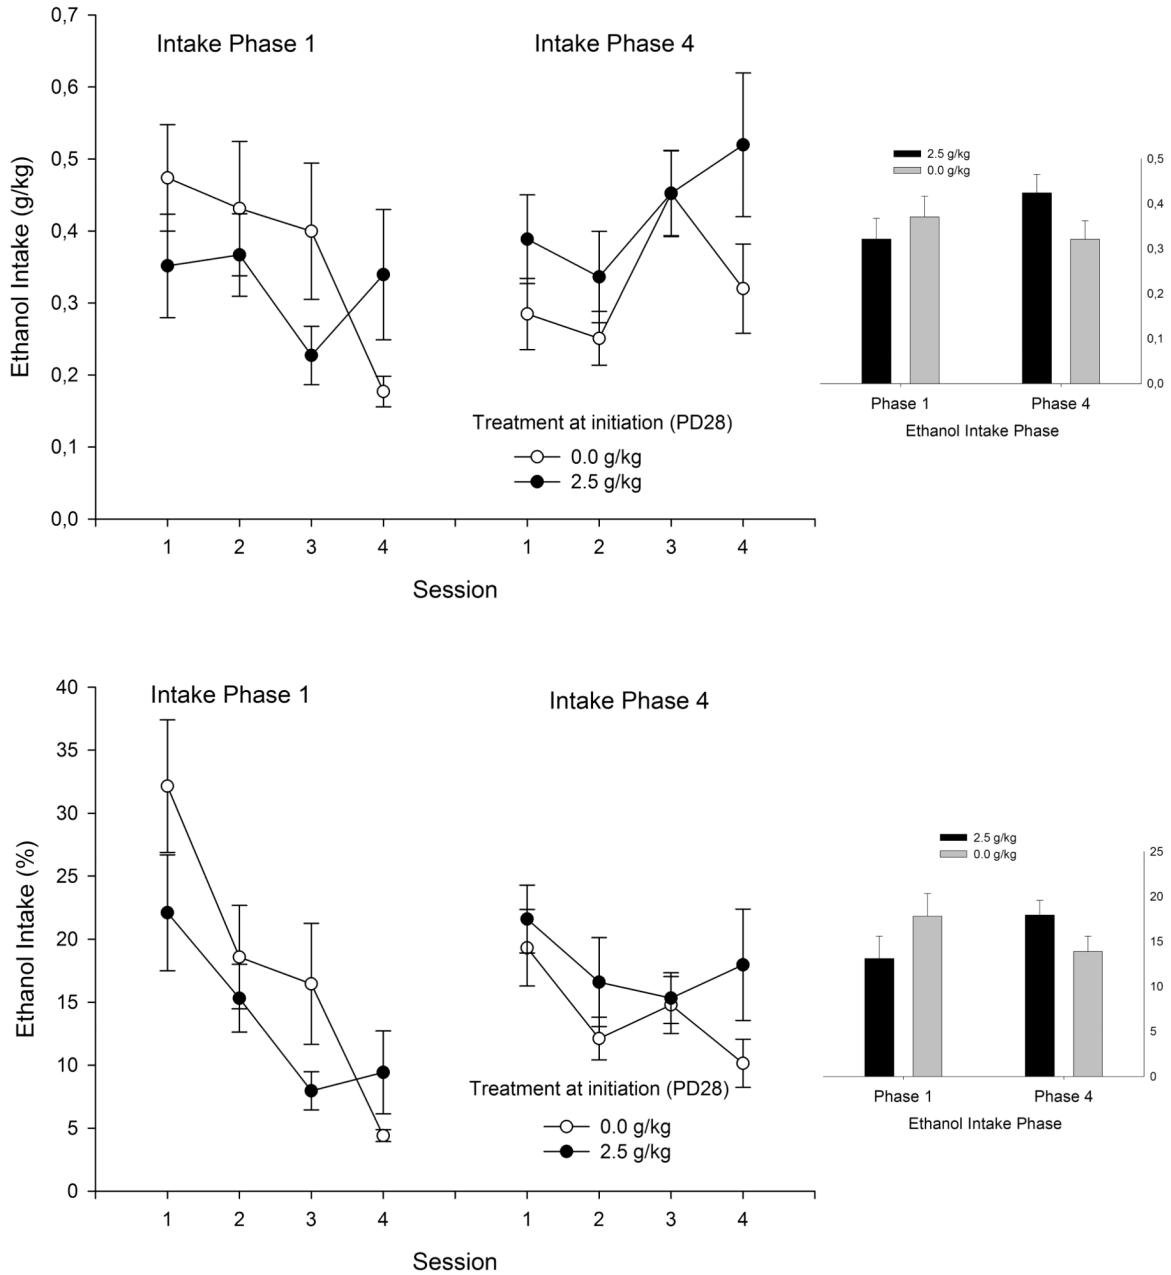 0,7
0,6
0,5
0,4
0,3
0,2
0,1
0,0
Ethanol Intake (g/kg)
Intake Phase 1
Intake Phase 4
Treatment at initiation (PD28)
0.0 g/kg
2.5 g/kg
1 2 3 4 1 2 3 4
Session
2.5 g/kg
0.0 g/kg
0,5
0,4
0,3
0,2
0,1
0,0
Phase 1 Phase 4
Ethanol Intake Phase
40
35
30
25
20
15
10
5
0
Ethanol Intake (%)
Intake Phase 1
Intake Phase 4
Treatment at initiation (PD28)
0.0 g/kg
2.5 g/kg
1 2 3 4 1 2 3 4
Session
2.5 g/kg
0.0 g/kg
25
20
15
10
5
0
Phase 1 Phase 4
Ethanol Intake Phase